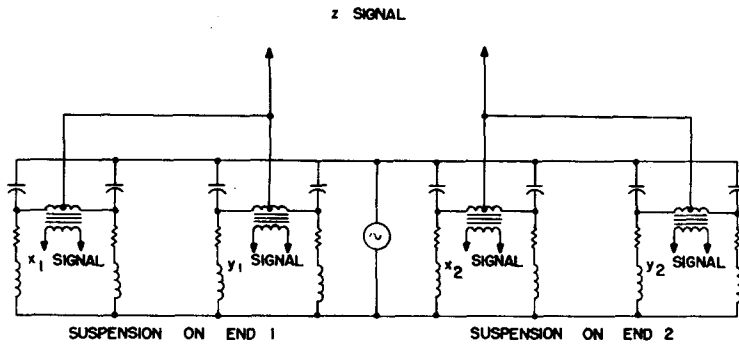 z SIGNAL
x1 SIGNAL
y1 SIGNAL
x2 SIGNAL
y2 SIGNAL
SUSPENSION ON END 1
SUSPENSION ON END 2